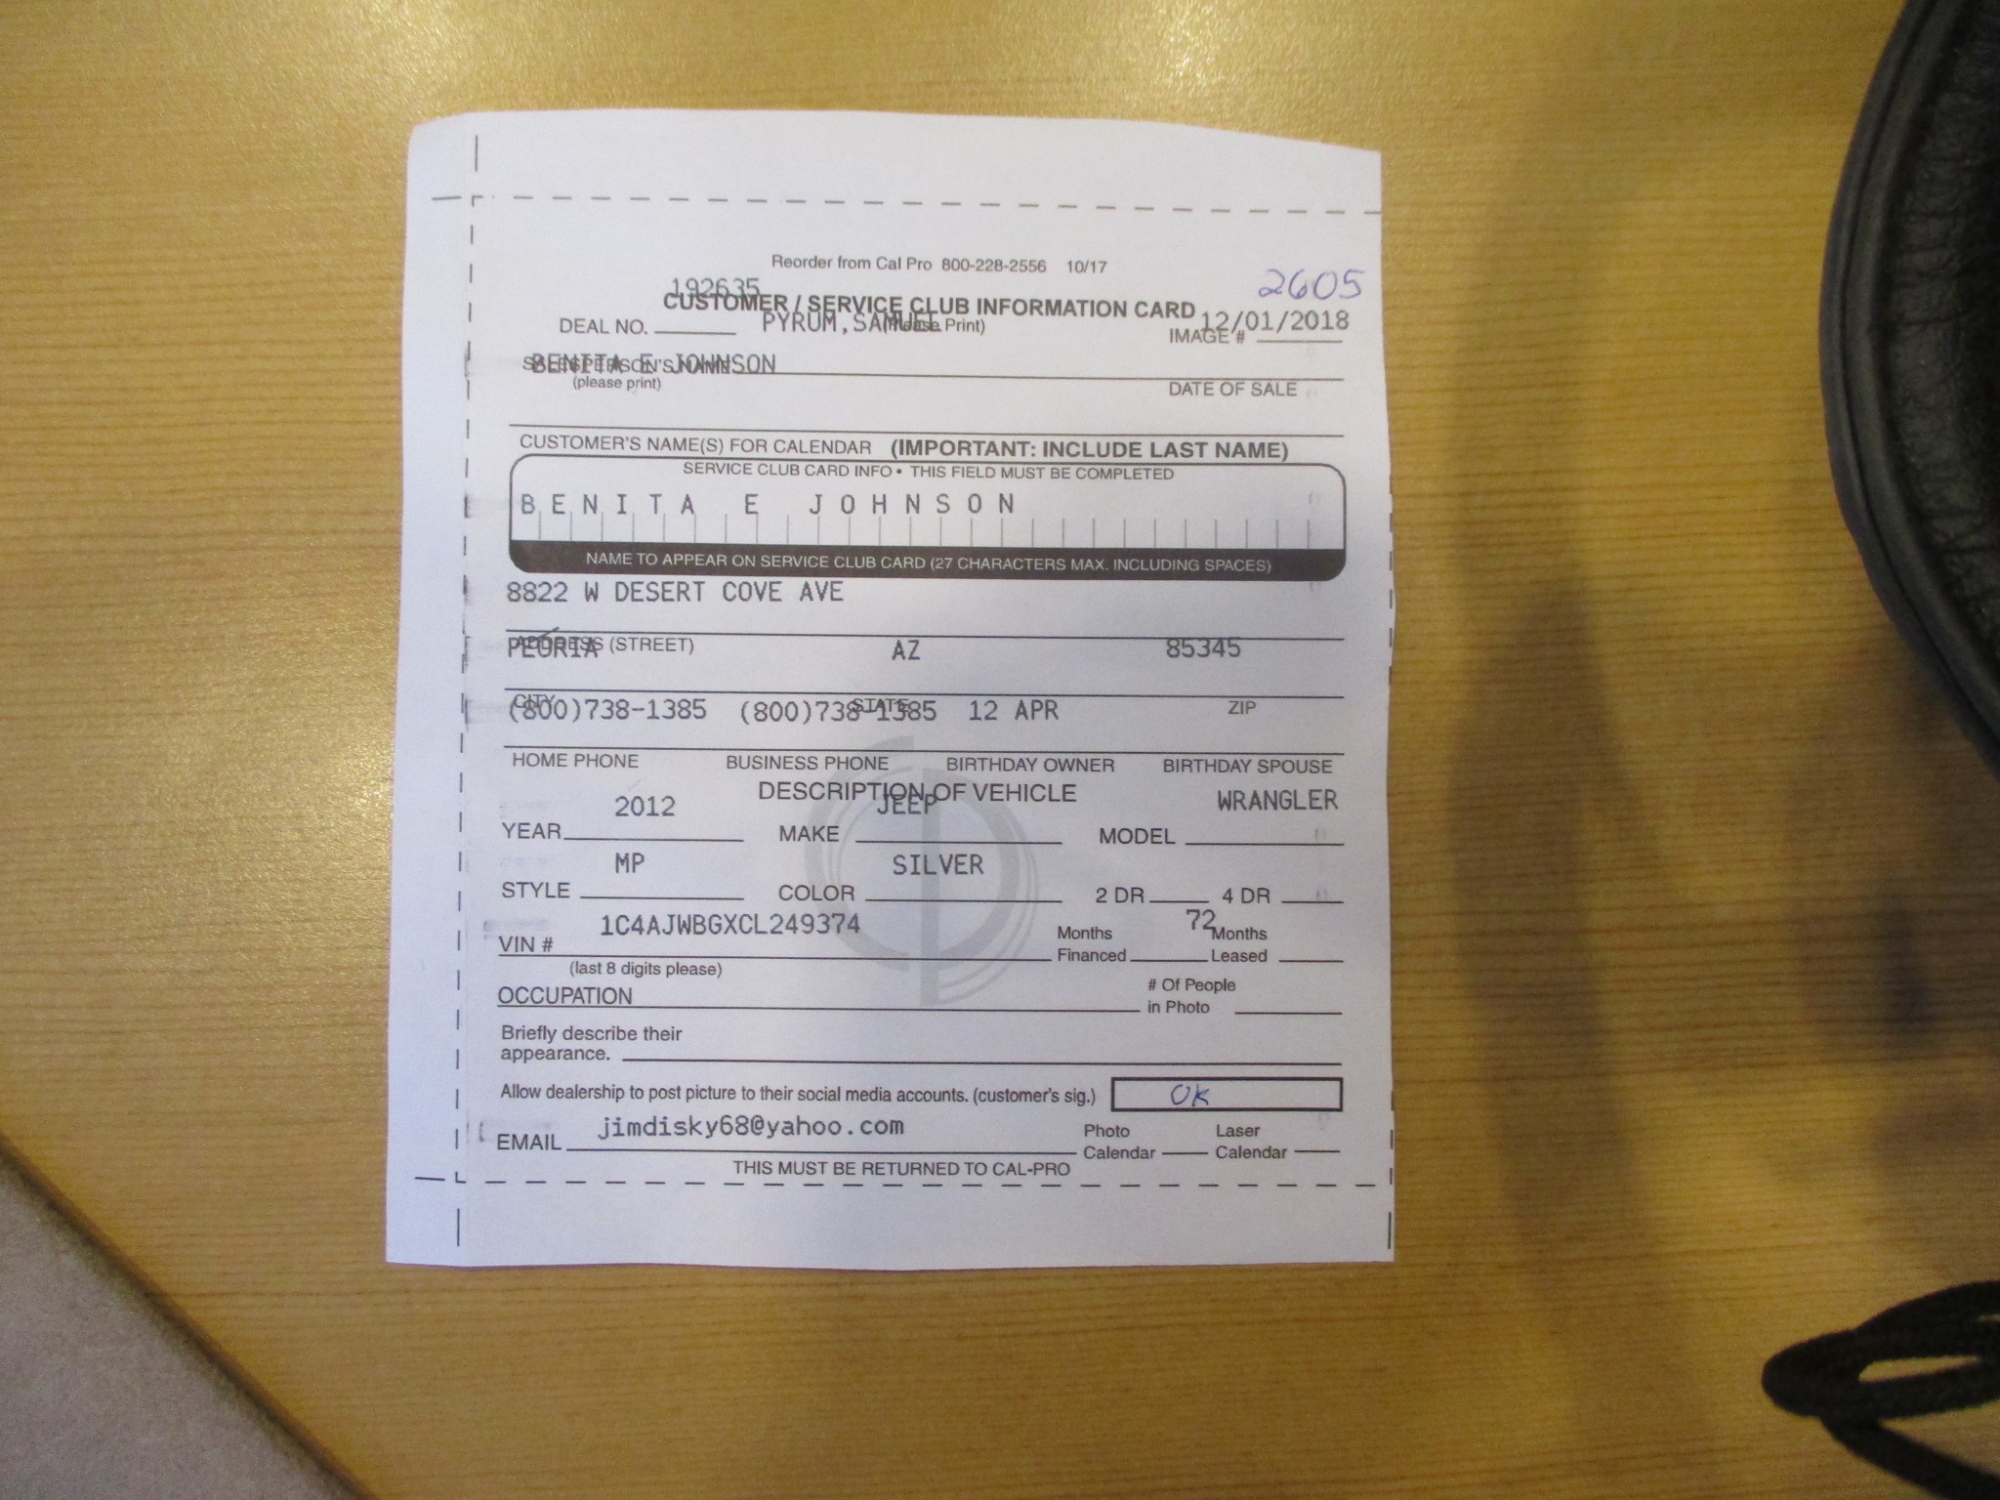 Reorder from Cal Pro 800-228-2556 10/17
192635 2605
CUSTOMER / SERVICE CLUB INFORMATION CARD
DEAL NO. PYRUM,SAMUEL (Please Print) 12/01/2018
IMAGE #
BENITA E JOHNSON
SALESPERSON'S NAME
(please print) DATE OF SALE
CUSTOMER'S NAME(S) FOR CALENDAR (IMPORTANT: INCLUDE LAST NAME)
SERVICE CLUB CARD INFO • THIS FIELD MUST BE COMPLETED
BENITA E JOHNSON
NAME TO APPEAR ON SERVICE CLUB CARD (27 CHARACTERS MAX. INCLUDING SPACES)
8822 W DESERT COVE AVE
ADDRESS (STREET)
PEORIA AZ 85345
CITY STATE ZIP
(800)738-1385 (800)738-1385 12 APR
HOME PHONE BUSINESS PHONE BIRTHDAY OWNER BIRTHDAY SPOUSE
DESCRIPTION OF VEHICLE
2012 JEEP WRANGLER
YEAR MAKE MODEL
MP SILVER
STYLE COLOR 2 DR 4 DR
1C4AJWBGXCL249374 72
VIN # Months Financed Months Leased
(last 8 digits please)
OCCUPATION # Of People in Photo
Briefly describe their
appearance.
Allow dealership to post picture to their social media accounts. (customer's sig.) OK
jimdisky68@yahoo.com
EMAIL Photo Calendar Laser Calendar
THIS MUST BE RETURNED TO CAL-PRO